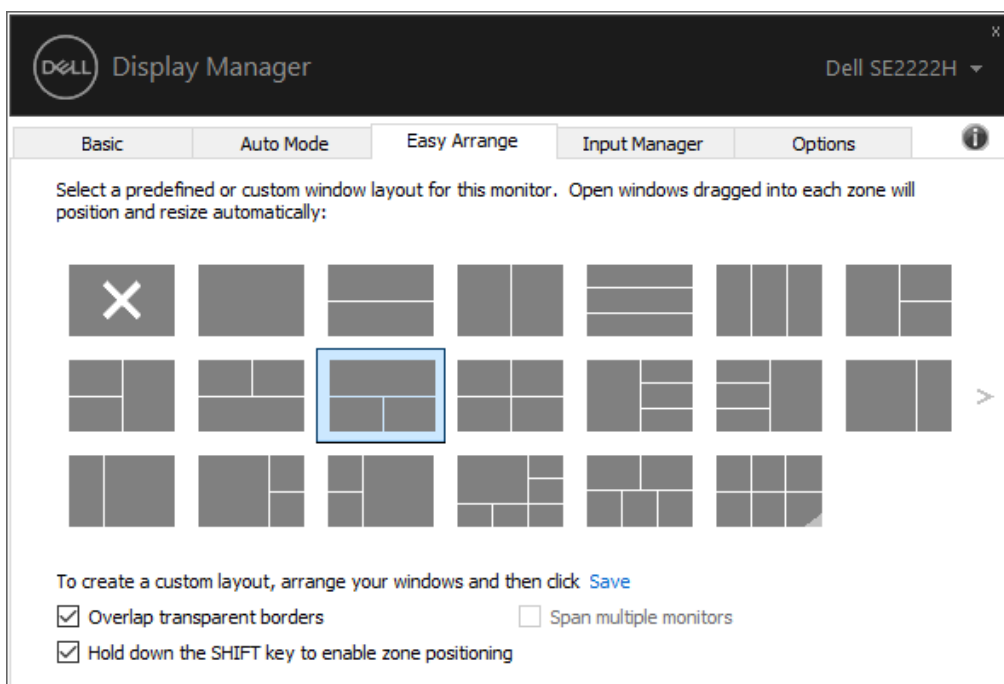 x
DELL Display Manager Dell SE2222H
Basic Auto Mode Easy Arrange Input Manager Options i
Select a predefined or custom window layout for this monitor. Open windows dragged into each zone will
position and resize automatically:
>
To create a custom layout, arrange your windows and then click Save
Overlap transparent borders Span multiple monitors
Hold down the SHIFT key to enable zone positioning